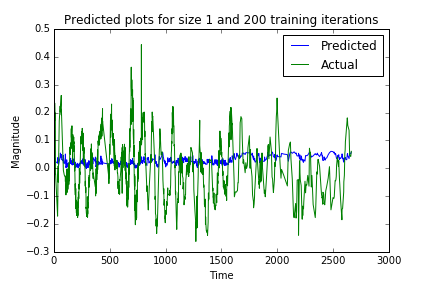 Predicted plots for size 1 and 200 training iterations
Predicted
Actual
0.5
0.4
0.3
0.2
0.1
0.0
−0.1
−0.2
−0.3
Magnitude
0 500 1000 1500 2000 2500 3000
Time